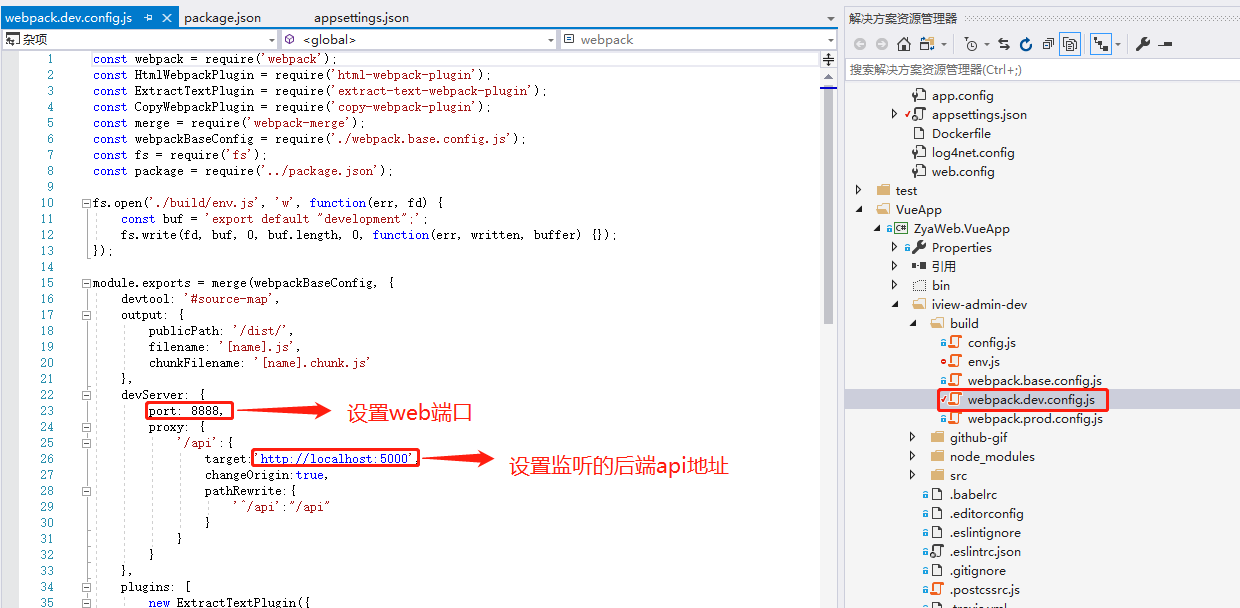 webpack.dev.config.js
package.json
appsettings.json
杂项
<global>
webpack
1 const webpack = require('webpack');
2 const HtmlWebpackPlugin = require('html-webpack-plugin');
3 const ExtractTextPlugin = require('extract-text-webpack-plugin');
4 const CopyWebpackPlugin = require('copy-webpack-plugin');
5 const merge = require('webpack-merge');
6 const webpackBaseConfig = require('./webpack.base.config.js');
7 const fs = require('fs');
8 const package = require('../package.json');
9
10 fs.open('./build/env.js', 'w', function(err, fd) {
11 const buf = 'export default "development";';
12 fs.write(fd, buf, 0, buf.length, 0, function(err, written, buffer) {});
13 });
14
15 module.exports = merge(webpackBaseConfig, {
16 devtool: '#source-map',
17 output: {
18 publicPath: '/dist/',
19 filename: '[name].js',
20 chunkFilename: '[name].chunk.js'
21 },
22 devServer: {
23 port: 8888,
设置web端口
24 proxy: {
25 '/api':{
26 target:'http://localhost:5000',
设置监听的后端api地址
27 changeOrigin:true,
28 pathRewrite:{
29 '^/api':"/api"
30 }
31 }
32 }
33 },
34 plugins: [
35 new ExtractTextPlugin({
解决方案资源管理器
搜索解决方案资源管理器(Ctrl+;)
app.config
appsettings.json
Dockerfile
log4net.config
web.config
test
VueApp
C# ZyaWeb.VueApp
Properties
引用
bin
iview-admin-dev
build
config.js
env.js
webpack.base.config.js
webpack.dev.config.js
webpack.prod.config.js
github-gif
node_modules
src
.babelrc
.editorconfig
.eslintignore
.eslintrc.json
.gitignore
.postcssrc.js
.travis.yml